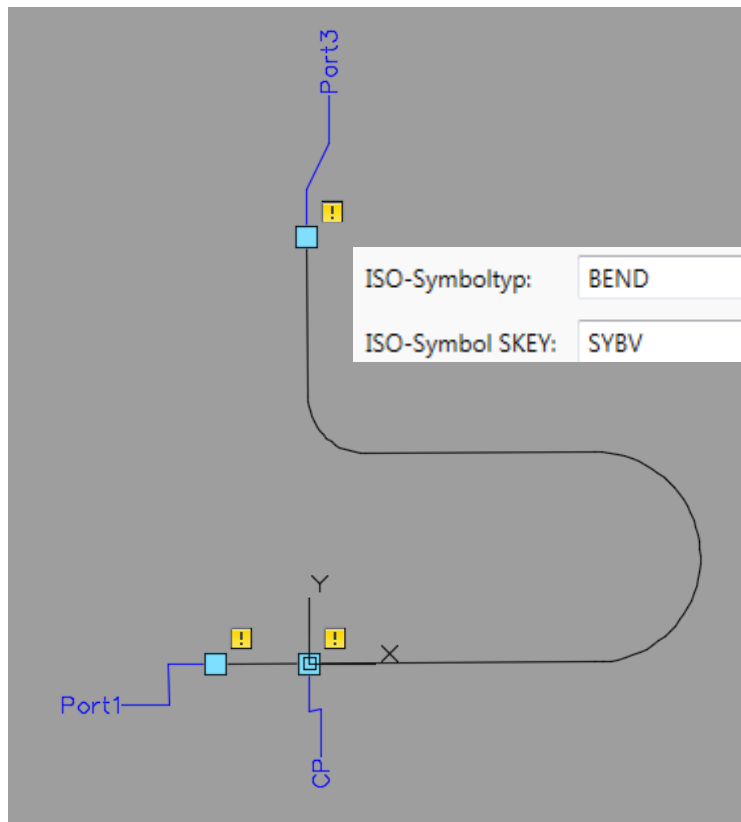 Port3
!
ISO-Symboltyp: BEND
ISO-Symbol SKEY: SYBV
Y
! !
X
Port1
CP